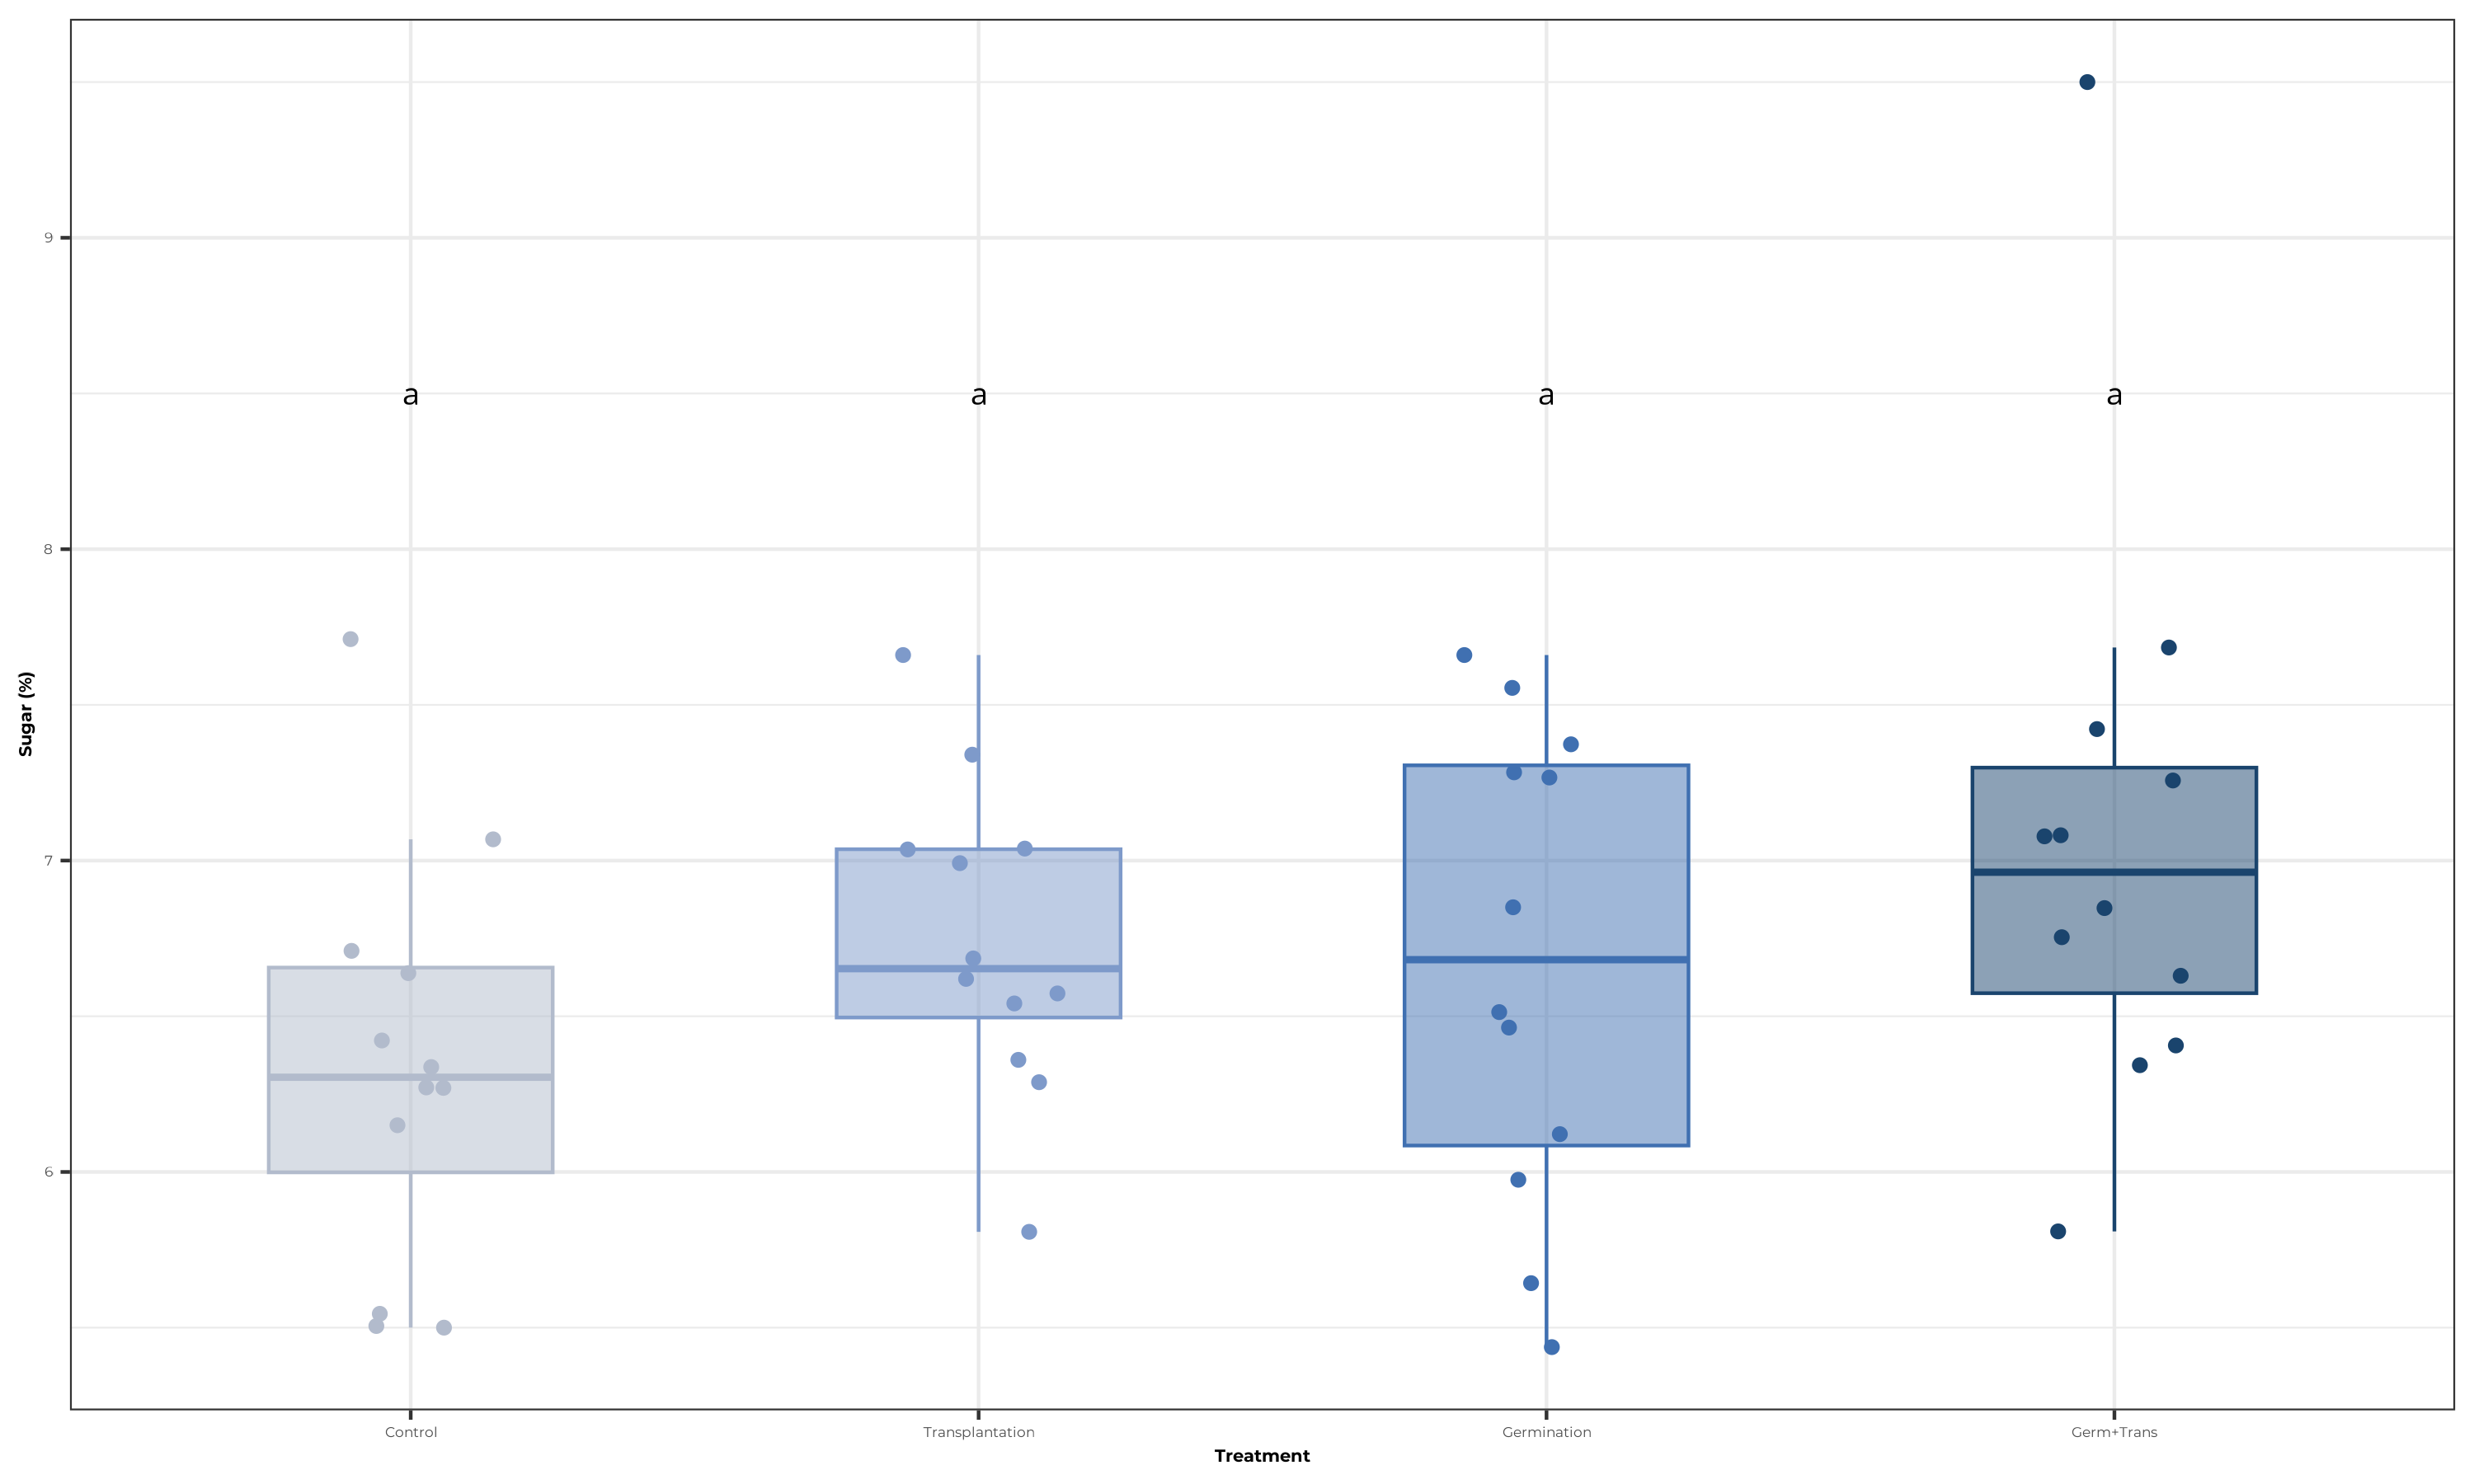 Sugar (%)
9
8
7
6
a a a a
Control Transplantation Germination Germ+Trans
Treatment